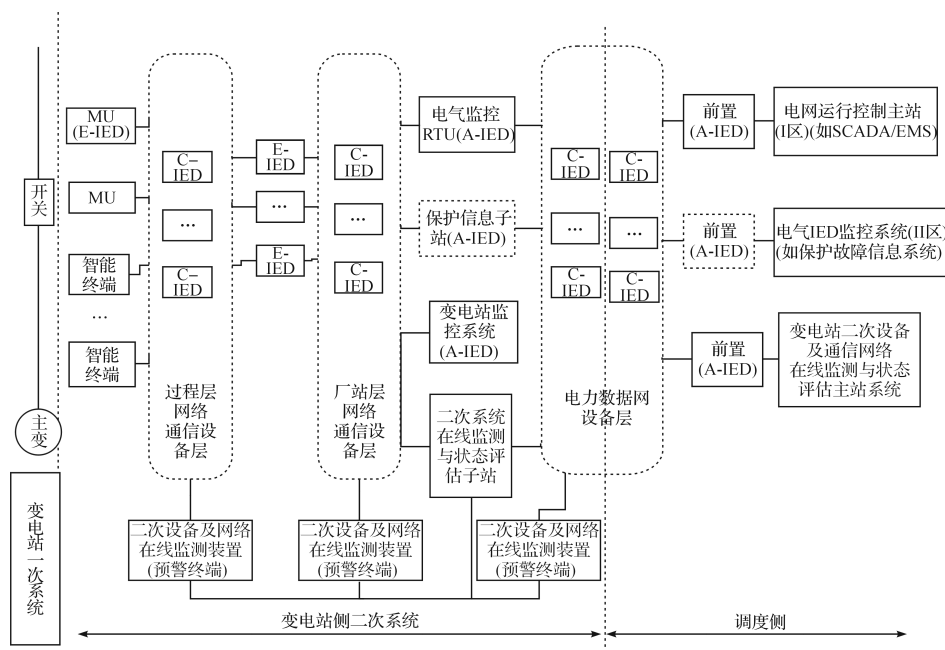 开关
主变
变电站一次系统
MU
(E-IED)
MU
智能
终端
…
智能
终端
C–
IED
…
C-
IED
过程层
网络
通信设
备层
E-
IED
…
E-
IED
C-
IED
…
C-
IED
厂站层
网络
通信设
备层
电气监控
RTU(A-IED)
保护信息子
站(A-IED)
变电站监
控系统
(A-IED)
二次系统
在线监测
与状态评
估子站
C-
IED
…
C-
IED
C-
IED
…
C-
IED
电力数据网
设备层
前置
(A-IED)
电网运行控制主站
(I区)(如SCADA/EMS)
前置
(A-IED)
电气IED监控系统(II区)
(如保护故障信息系统)
前置
(A-IED)
变电站二次设备
及通信网络
在线监测与状态
评估主站系统
二次设备及网络
在线监测装置
(预警终端)
二次设备及网络
在线监测装置
(预警终端)
二次设备及网络
在线监测装置
(预警终端)
变电站侧二次系统
调度侧